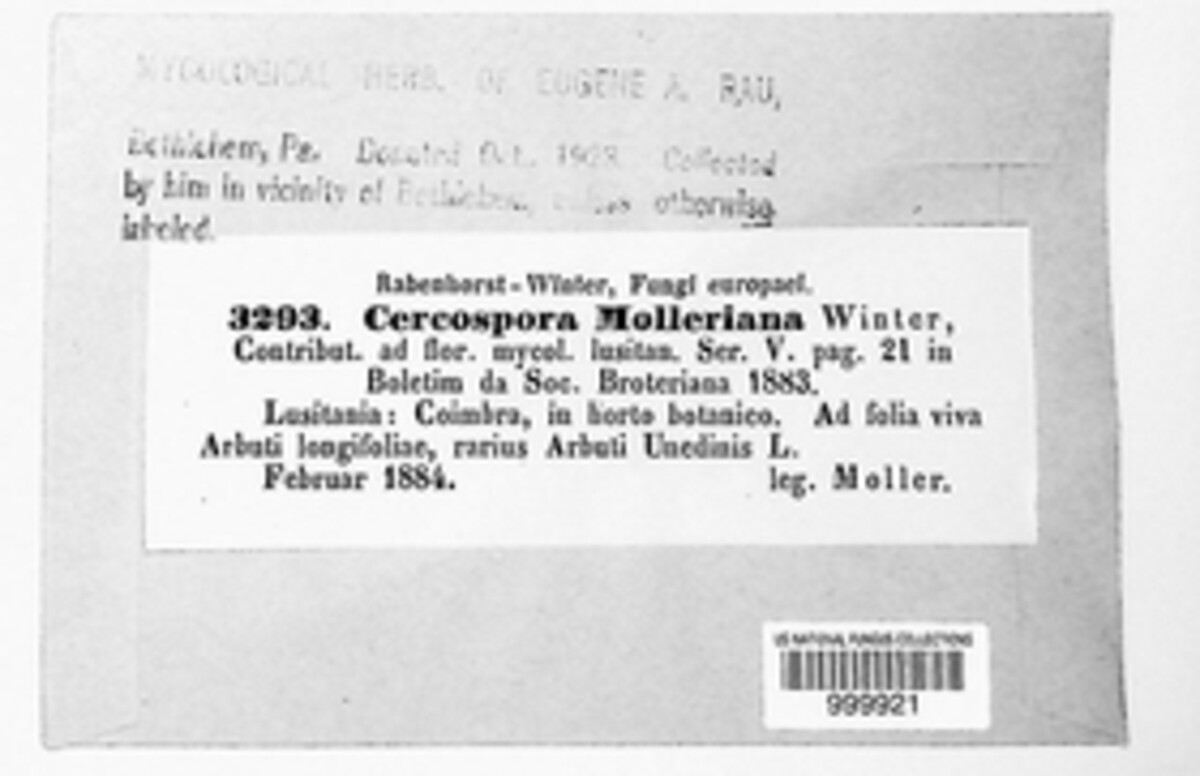 MYCOLOGICAL HERB. OF EUGENE A. RAU,
Bethlehem, Pa. Donated Oct. Collected
by him in vicinity of Bethlehem, unless otherwise
labeled.
Rabenhorst-Winter, Fungi europaei.
3293. Cercospora Molleriana Winter,
Contribut. ad flor. mycol. lusitan. Ser. V. pag. 21 in
Boletim da Soc. Broteriana 1883.
Lusitania: Coimbra, in horto botanico. Ad folia viva
Arbuti longifoliae, rarius Arbuti Unedinis L.
Februar 1884. leg. Moller.
US NATIONAL FUNGUS COLLECTIONS
999921